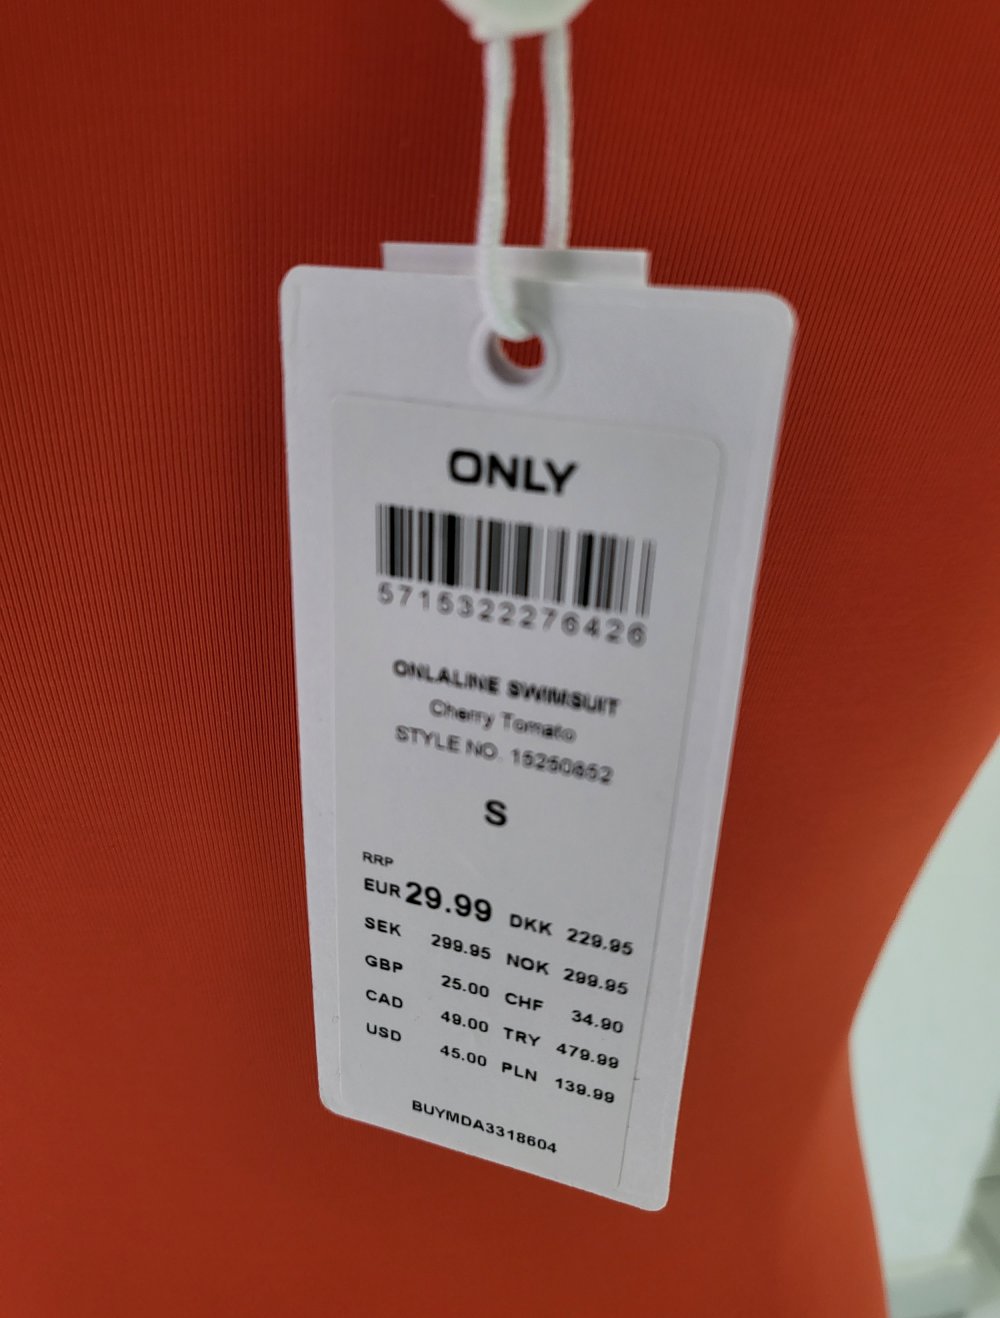 ONLY
5715322276426
ONLALINE SWIMSUIT
Cherry Tomato
STYLE NO. 15250652
S
RRP
EUR 29.99 DKK 229.95
SEK 299.95 NOK 299.95
GBP 25.00 CHF 34.90
CAD 49.00 TRY 479.99
USD 45.00 PLN 139.99
BUYMDA3318604